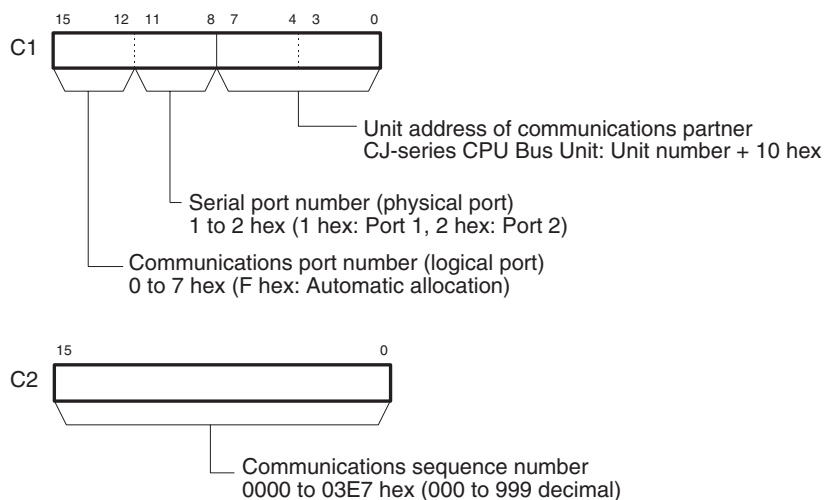 15 12 11 8 7 4 3 0
C1
Unit address of communications partner
CJ-series CPU Bus Unit: Unit number + 10 hex
Serial port number (physical port)
1 to 2 hex (1 hex: Port 1, 2 hex: Port 2)
Communications port number (logical port)
0 to 7 hex (F hex: Automatic allocation)
15 0
C2
Communications sequence number
0000 to 03E7 hex (000 to 999 decimal)